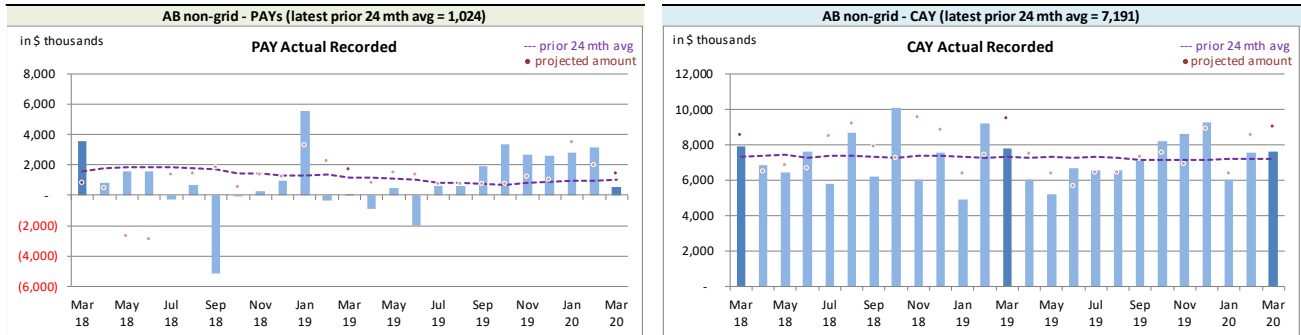 AB non-grid - PAYs (latest prior 24 mth avg = 1,024)
in $ thousands
PAY Actual Recorded
--- prior 24 mth avg
projected amount
8,000
6,000
4,000
2,000
-
(2,000)
(4,000)
(6,000)
Mar May Jul Sep Nov Jan Mar May Jul Sep Nov Jan Mar
18 18 18 18 18 19 19 19 19 19 19 20 20
AB non-grid - CAY (latest prior 24 mth avg = 7,191)
in $ thousands
CAY Actual Recorded
--- prior 24 mth avg
projected amount
12,000
10,000
8,000
6,000
4,000
2,000
-
Mar May Jul Sep Nov Jan Mar May Jul Sep Nov Jan Mar
18 18 18 18 18 19 19 19 19 19 19 20 20